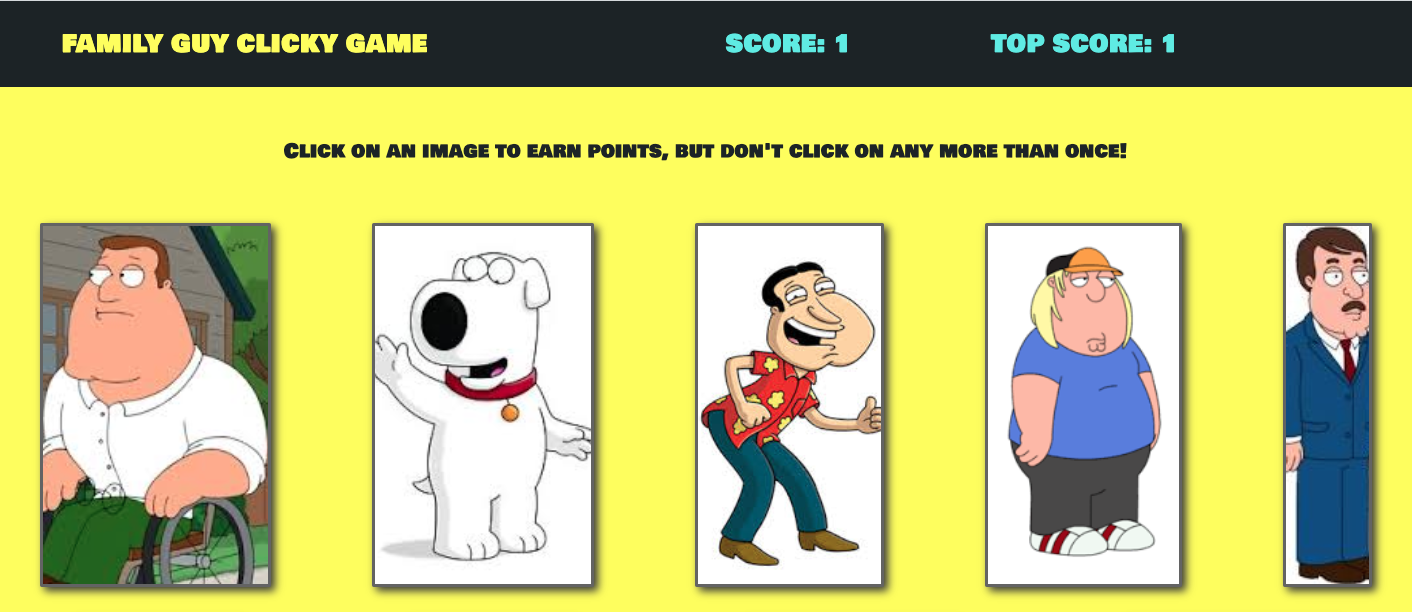 FAMILY GUY CLICKY GAME
SCORE: 1
TOP SCORE: 1
CLICK ON AN IMAGE TO EARN POINTS, BUT DON'T CLICK ON ANY MORE THAN ONCE!